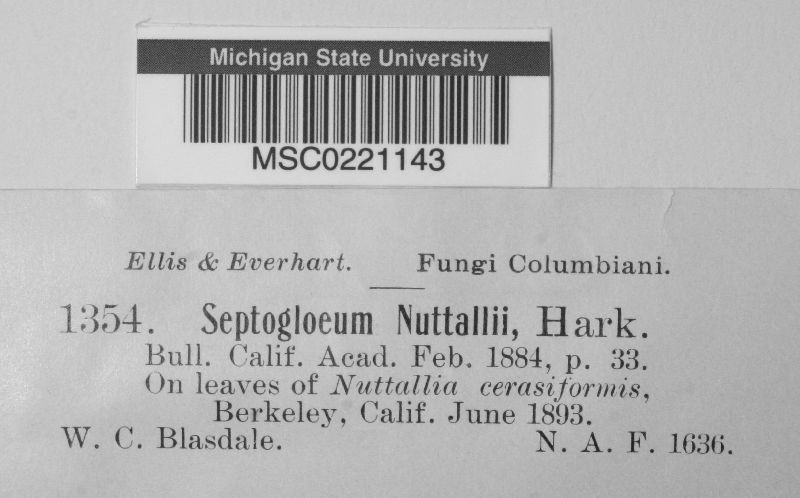 Michigan State University
MSC0221143
Ellis & Everhart. Fungi Columbiani.
1354. Septogloeum Nuttallii, Hark.
Bull. Calif. Acad. Feb. 1884, p. 33.
On leaves of Nuttallia cerasiformis,
Berkeley, Calif. June 1893.
W. C. Blasdale. N. A. F. 1636.